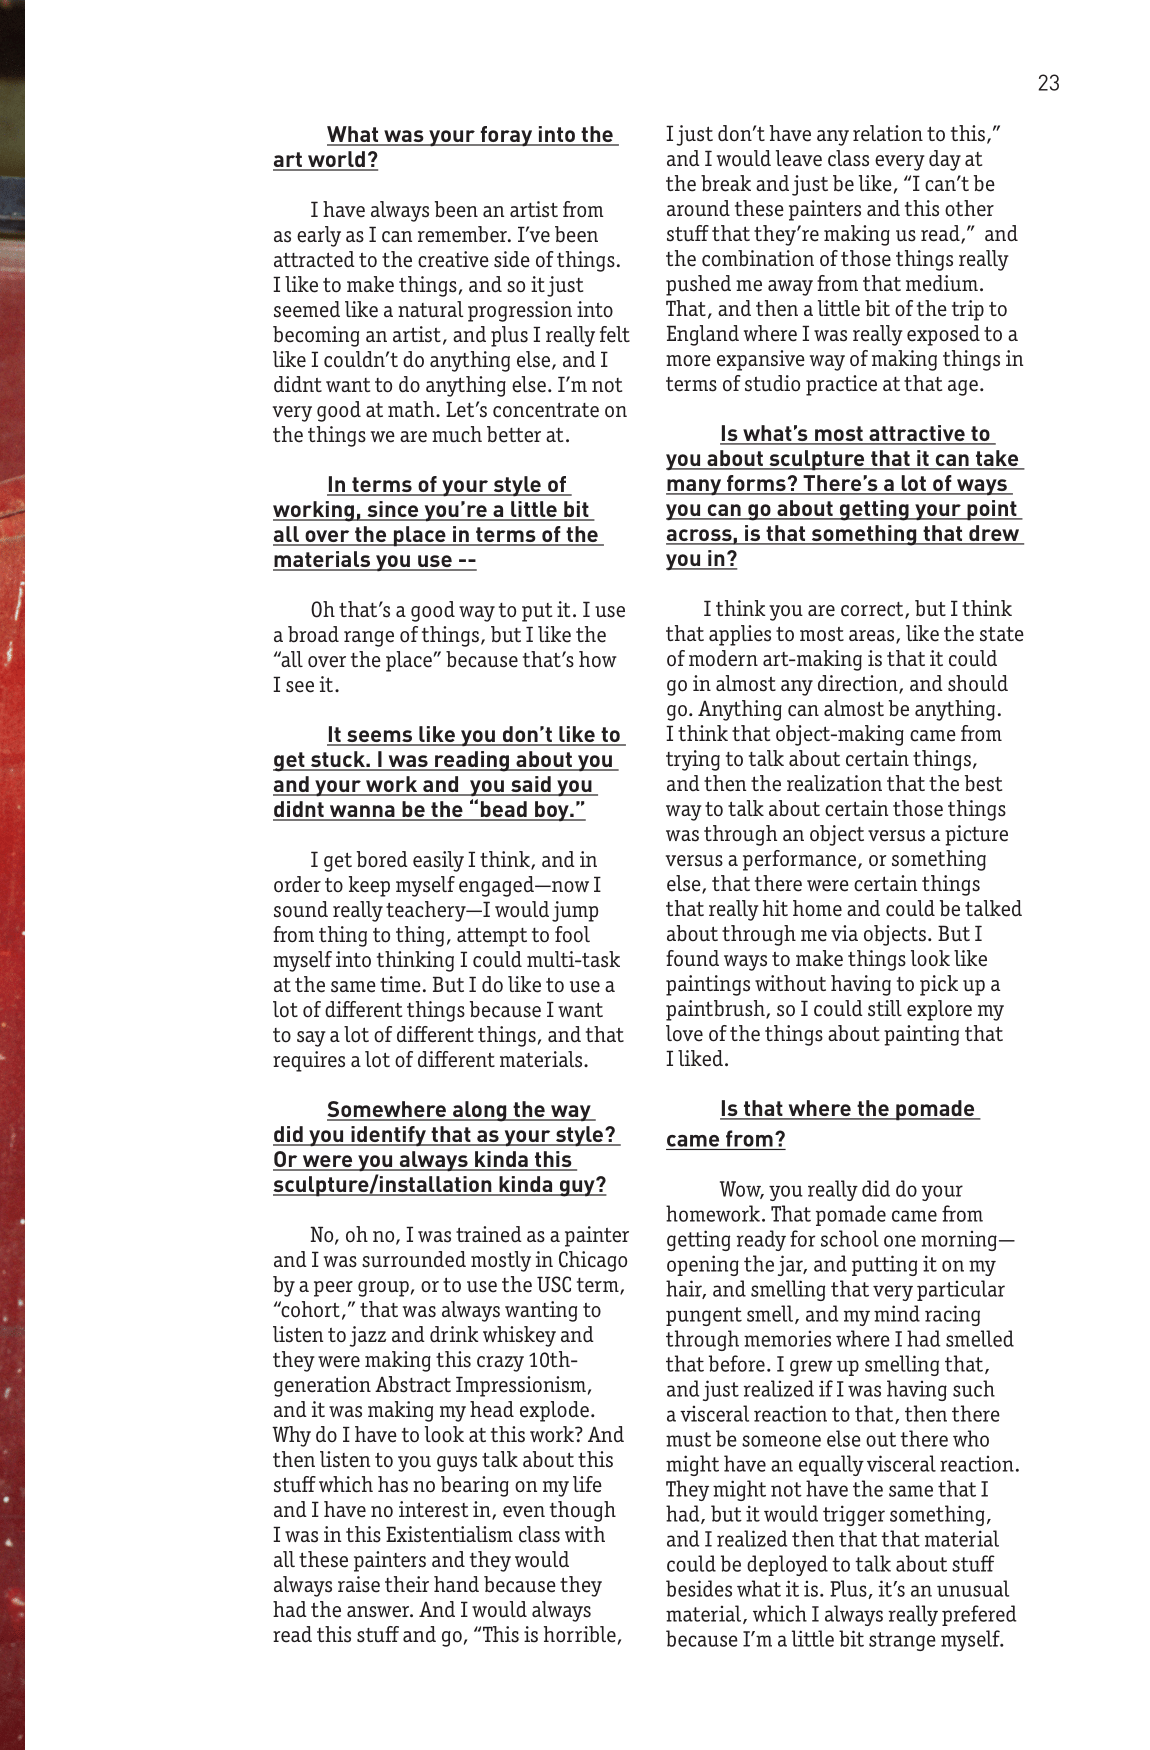 23
What was your foray into the
art world?
I have always been an artist from
as early as I can remember. I’ve been
attracted to the creative side of things.
I like to make things, and so it just
seemed like a natural progression into
becoming an artist, and plus I really felt
like I couldn’t do anything else, and I
didnt want to do anything else. I’m not
very good at math. Let’s concentrate on
the things we are much better at.
In terms of your style of
working, since you’re a little bit
all over the place in terms of the
materials you use --
Oh that’s a good way to put it. I use
a broad range of things, but I like the
“all over the place” because that’s how
I see it.
It seems like you don’t like to
get stuck. I was reading about you
and your work and  you said you
didnt wanna be the “bead boy.”
I get bored easily I think, and in
order to keep myself engaged—now I
sound really teachery—I would jump
from thing to thing, attempt to fool
myself into thinking I could multi-task
at the same time. But I do like to use a
lot of different things because I want
to say a lot of different things, and that
requires a lot of different materials.
Somewhere along the way
did you identify that as your style?
Or were you always kinda this
sculpture/installation kinda guy?
No, oh no, I was trained as a painter
and I was surrounded mostly in Chicago
by a peer group, or to use the USC term,
“cohort,” that was always wanting to
listen to jazz and drink whiskey and
they were making this crazy 10th-
generation Abstract Impressionism,
and it was making my head explode.
Why do I have to look at this work? And
then listen to you guys talk about this
stuff which has no bearing on my life
and I have no interest in, even though
I was in this Existentialism class with
all these painters and they would
always raise their hand because they
had the answer. And I would always
read this stuff and go, “This is horrible,
I just don’t have any relation to this,”
and I would leave class every day at
the break and just be like, “I can’t be
around these painters and this other
stuff that they’re making us read,”  and
the combination of those things really
pushed me away from that medium.
That, and then a little bit of the trip to
England where I was really exposed to a
more expansive way of making things in
terms of studio practice at that age.
Is what’s most attractive to
you about sculpture that it can take
many forms? There’s a lot of ways
you can go about getting your point
across, is that something that drew
you in?
I think you are correct, but I think
that applies to most areas, like the state
of modern art-making is that it could
go in almost any direction, and should
go. Anything can almost be anything.
I think that object-making came from
trying to talk about certain things,
and then the realization that the best
way to talk about certain those things
was through an object versus a picture
versus a performance, or something
else, that there were certain things
that really hit home and could be talked
about through me via objects. But I
found ways to make things look like
paintings without having to pick up a
paintbrush, so I could still explore my
love of the things about painting that
I liked.
Is that where the pomade
came from?
Wow, you really did do your
homework. That pomade came from
getting ready for school one morning—
opening the jar, and putting it on my
hair, and smelling that very particular
pungent smell, and my mind racing
through memories where I had smelled
that before. I grew up smelling that,
and just realized if I was having such
a visceral reaction to that, then there
must be someone else out there who
might have an equally visceral reaction.
They might not have the same that I
had, but it would trigger something,
and I realized then that that material
could be deployed to talk about stuff
besides what it is. Plus, it’s an unusual
material, which I always really prefered
because I’m a little bit strange myself.